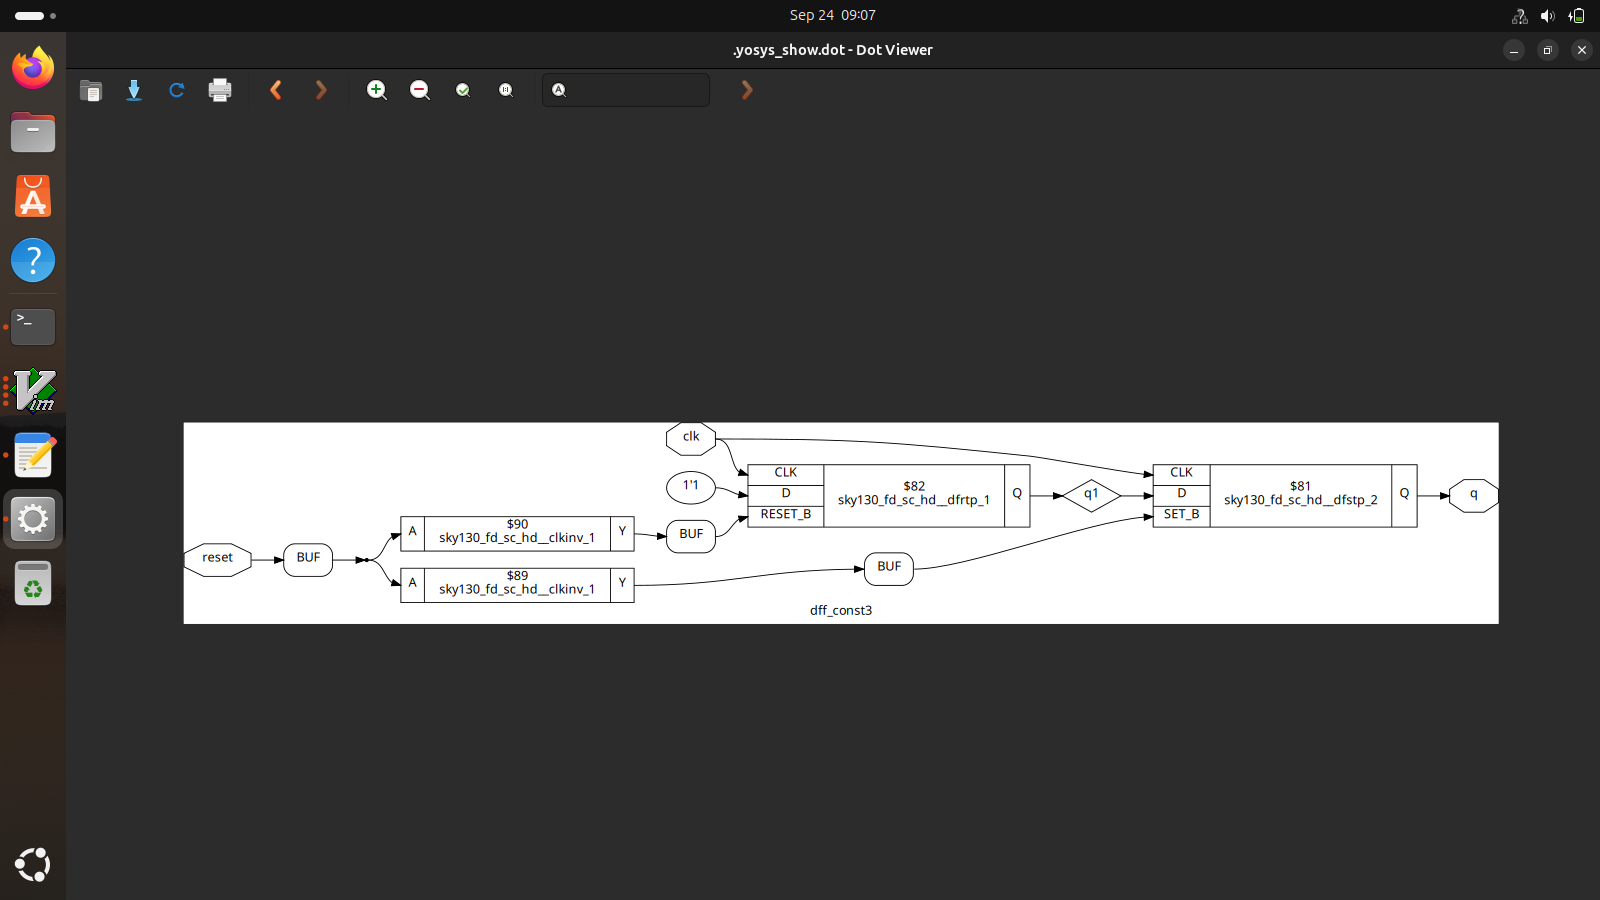 Sep 24 09:07
.yosys_show.dot - Dot Viewer
clk
CLK
D
RESET_B
$82
sky130_fd_sc_hd__dfrtp_1
Q
1'1
q1
CLK
D
SET_B
$81
sky130_fd_sc_hd__dfstp_2
Q
q
reset
BUF
A
$90
sky130_fd_sc_hd__clkinv_1
Y
BUF
A
$89
sky130_fd_sc_hd__clkinv_1
Y
BUF
dff_const3